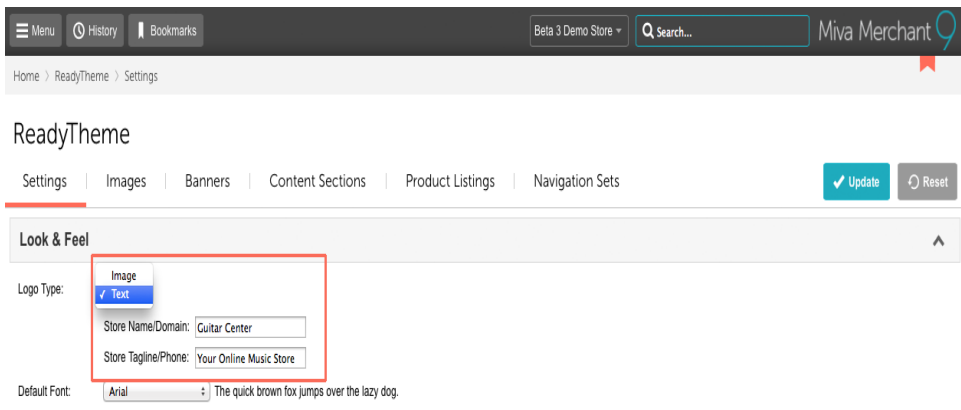 Menu History Bookmarks Beta 3 Demo Store Search... Miva Merchant 9
Home > ReadyTheme > Settings
ReadyTheme
Settings Images Banners Content Sections Product Listings Navigation Sets Update Reset
Look & Feel
Image
Logo Type: ✓ Text
Store Name/Domain: Guitar Center
Store Tagline/Phone: Your Online Music Store
Default Font: Arial The quick brown fox jumps over the lazy dog.